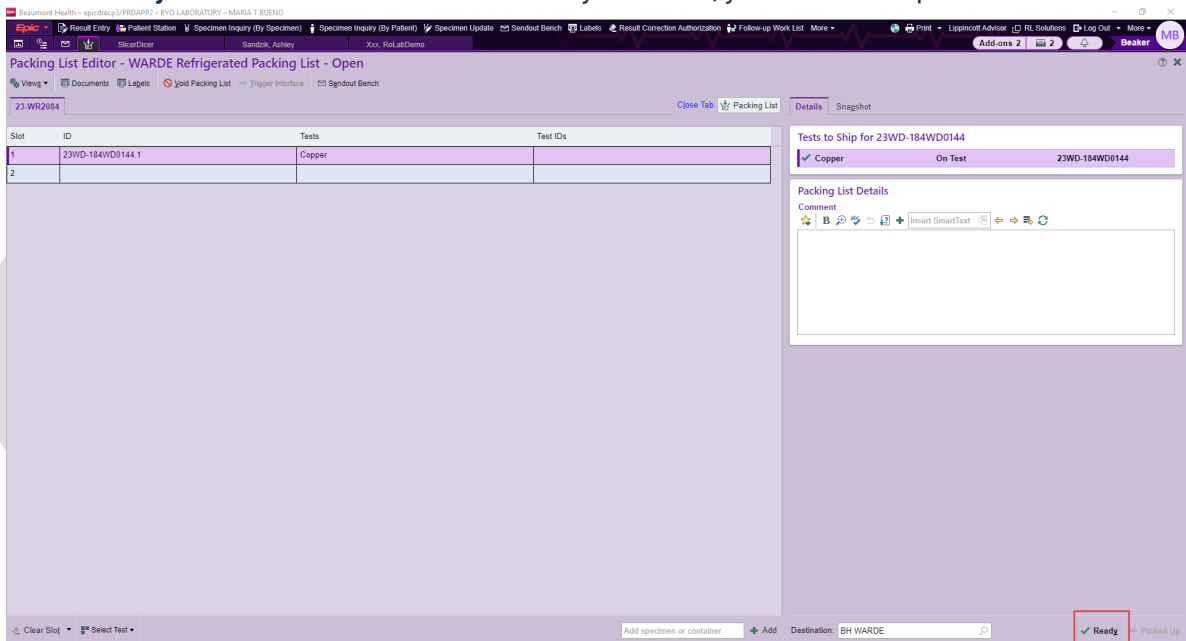 Beaumont Health – epicdrecp3/PRDAPP2 – RYO LABORATORY – MARIA T BUENO
Epic Result Entry Patient Station Specimen Inquiry (By Specimen) Specimen Inquiry (By Patient) Specimen Update Sendout Bench Labels Result Correction Authorization Follow-up Work List More Print Lippincott Advisor RL Solutions Log Out More
SlicerDicer Sandzik, Ashley Xxx, RoLabDemo Add-ons 2 2 Beaker MB
Packing List Editor - WARDE Refrigerated Packing List - Open
Views Documents Labels Void Packing List Trigger Interface Sendout Bench
23-WR2084 Close Tab Packing List Details Snapshot
Slot ID Tests Test IDs
1 23WD-184WD0144.1 Copper
2
Tests to Ship for 23WD-184WD0144
Copper On Test 23WD-184WD0144
Packing List Details
Comment
B Insert SmartText
Clear Slot Select Test Add specimen or container Add Destination: BH WARDE Ready Picked Up